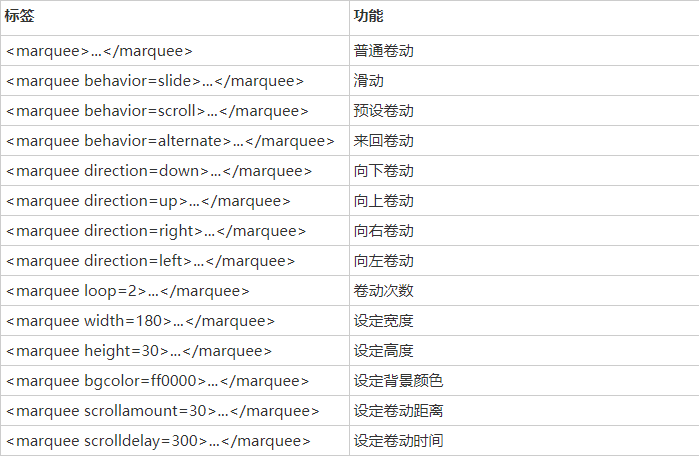 标签 功能
<marquee>...</marquee> 普通卷动
<marquee behavior=slide>...</marquee> 滑动
<marquee behavior=scroll>...</marquee> 预设卷动
<marquee behavior=alternate>...</marquee> 来回卷动
<marquee direction=down>...</marquee> 向下卷动
<marquee direction=up>...</marquee> 向上卷动
<marquee direction=right>...</marquee> 向右卷动
<marquee direction=left>...</marquee> 向左卷动
<marquee loop=2>...</marquee> 卷动次数
<marquee width=180>...</marquee> 设定宽度
<marquee height=30>...</marquee> 设定高度
<marquee bgcolor=ff0000>...</marquee> 设定背景颜色
<marquee scrollamount=30>...</marquee> 设定卷动距离
<marquee scrolldelay=300>...</marquee> 设定卷动时间